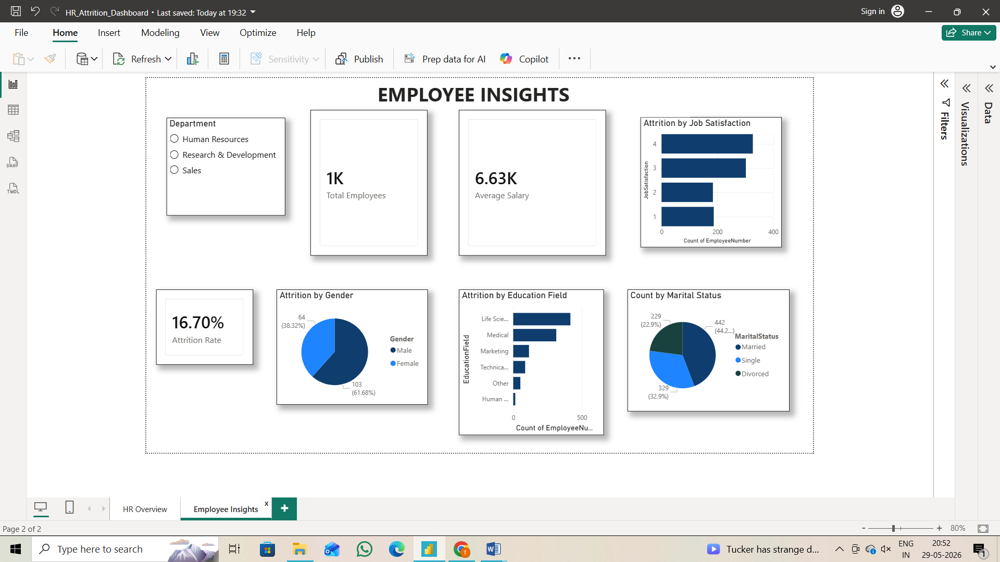 HR_Attrition_Dashboard • Last saved: Today at 19:32
Sign in
File
Home
Insert
Modeling
View
Optimize
Help
Share
Refresh
Sensitivity
Publish
Prep data for AI
Copilot
DAX
TMDL
EMPLOYEE INSIGHTS
Department
Human Resources
Research & Development
Sales
1K
Total Employees
6.63K
Average Salary
Attrition by Job Satisfaction
JobSatisfaction
4
3
2
1
0
200
400
Count of EmployeeNumber
16.70%
Attrition Rate
Attrition by Gender
64
(38.32%)
103
(61.68%)
Gender
Male
Female
Attrition by Education Field
EducationField
Life Scie...
Medical
Marketing
Technica...
Other
Human ...
0
500
Count of EmployeeNu...
Count by Marital Status
229
(22.9%)
442
(44.2...)
329
(32.9%)
MaritalStatus
Married
Single
Divorced
Filters
Visualizations
Data
HR Overview
Employee Insights
x
+
Page 2 of 2
- + 80%
Type here to search
Tucker has strange d...
ENG
IN
20:52
29-05-2026
1